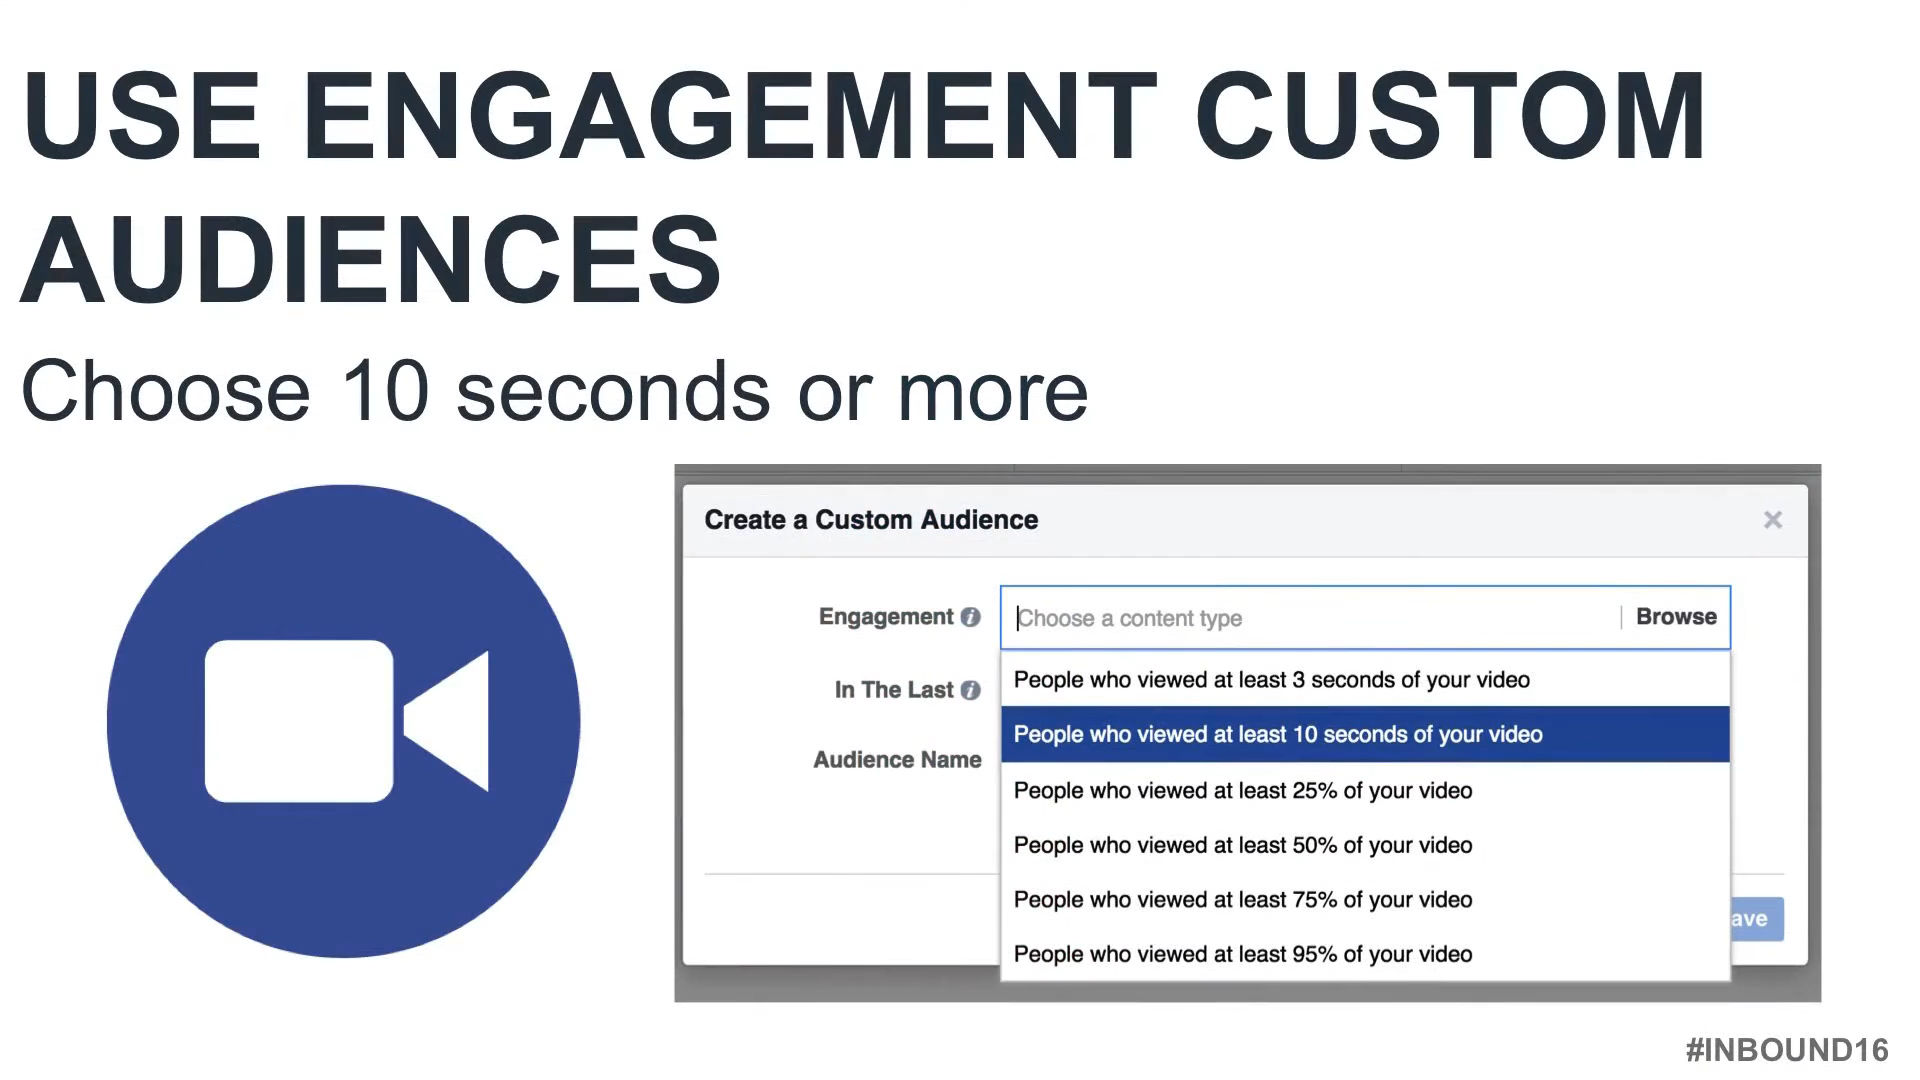 USE ENGAGEMENT CUSTOM
AUDIENCES
Choose 10 seconds or more
Create a Custom Audience
Engagement
Choose a content type
Browse
People who viewed at least 3 seconds of your video
In The Last
People who viewed at least 10 seconds of your video
Audience Name
People who viewed at least 25% of your video
People who viewed at least 50% of your video
People who viewed at least 75% of your video
ave
People who viewed at least 95% of your video
#INBOUND16